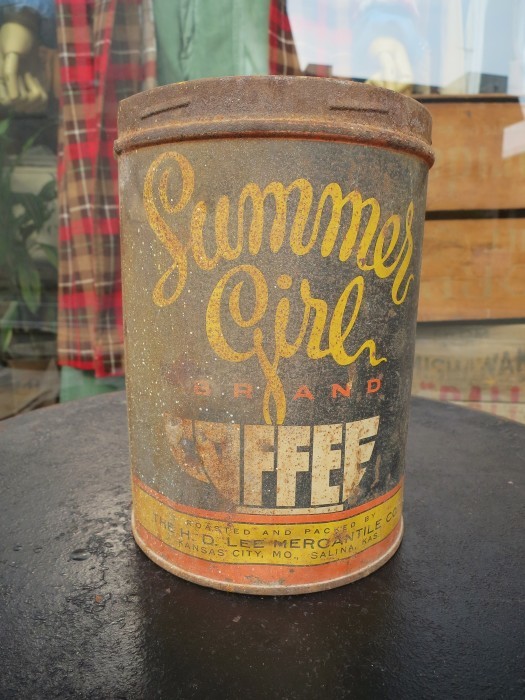 Summer
Girl
BRAND
COFFEE
ROASTED AND PACKED BY
THE H. D. LEE MERCANTILE CO.
KANSAS CITY, MO., SALINA, KAS.